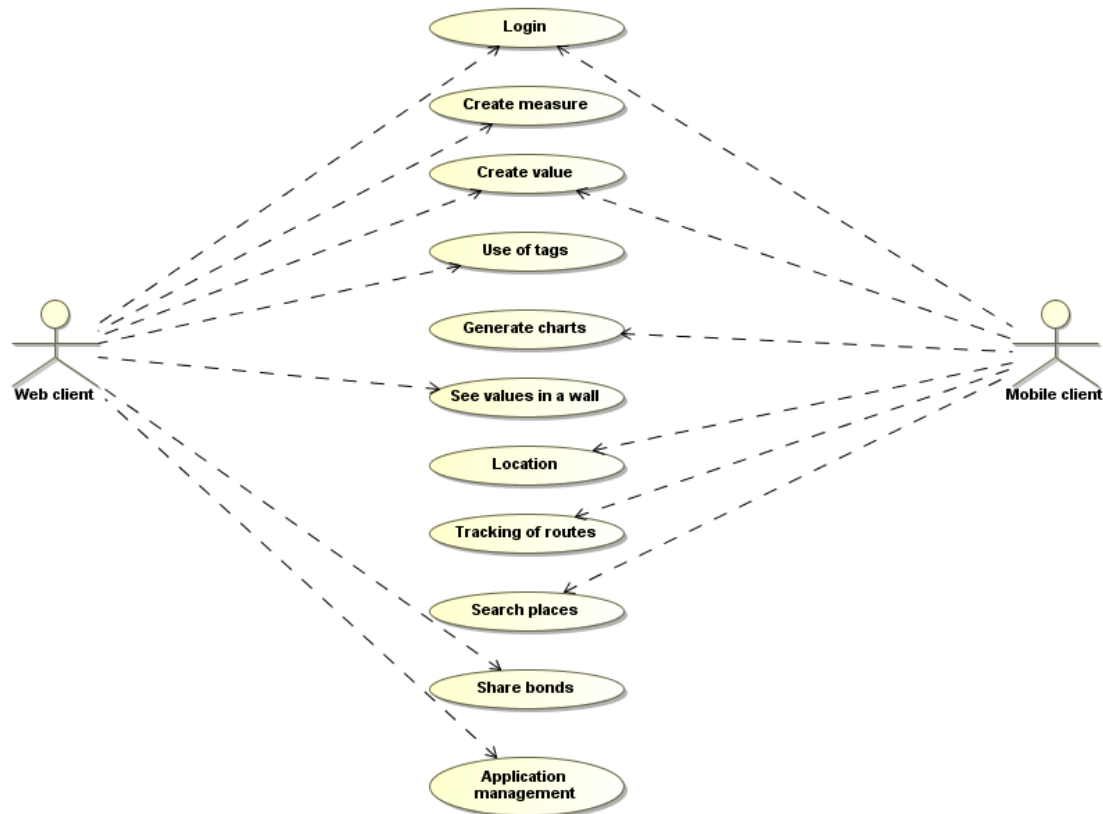 Login
Create measure
Create value
Use of tags
Generate charts
Web client
See values in a wall
Mobile client
Location
Tracking of routes
Search places
Share bonds
Application
management